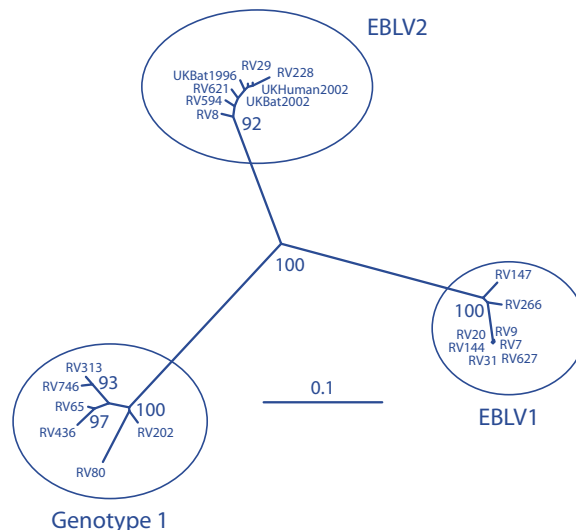 EBLV2
RV29
UKBat1996
RV228
RV621
UKHuman2002
RV594
UKBat2002
RV8
92
100
RV147
100
RV266
RV20
RV9
RV144
RV7
RV31
RV627
EBLV1
0.1
RV313
93
RV746
RV65
100
97
RV436
RV202
RV80
Genotype 1